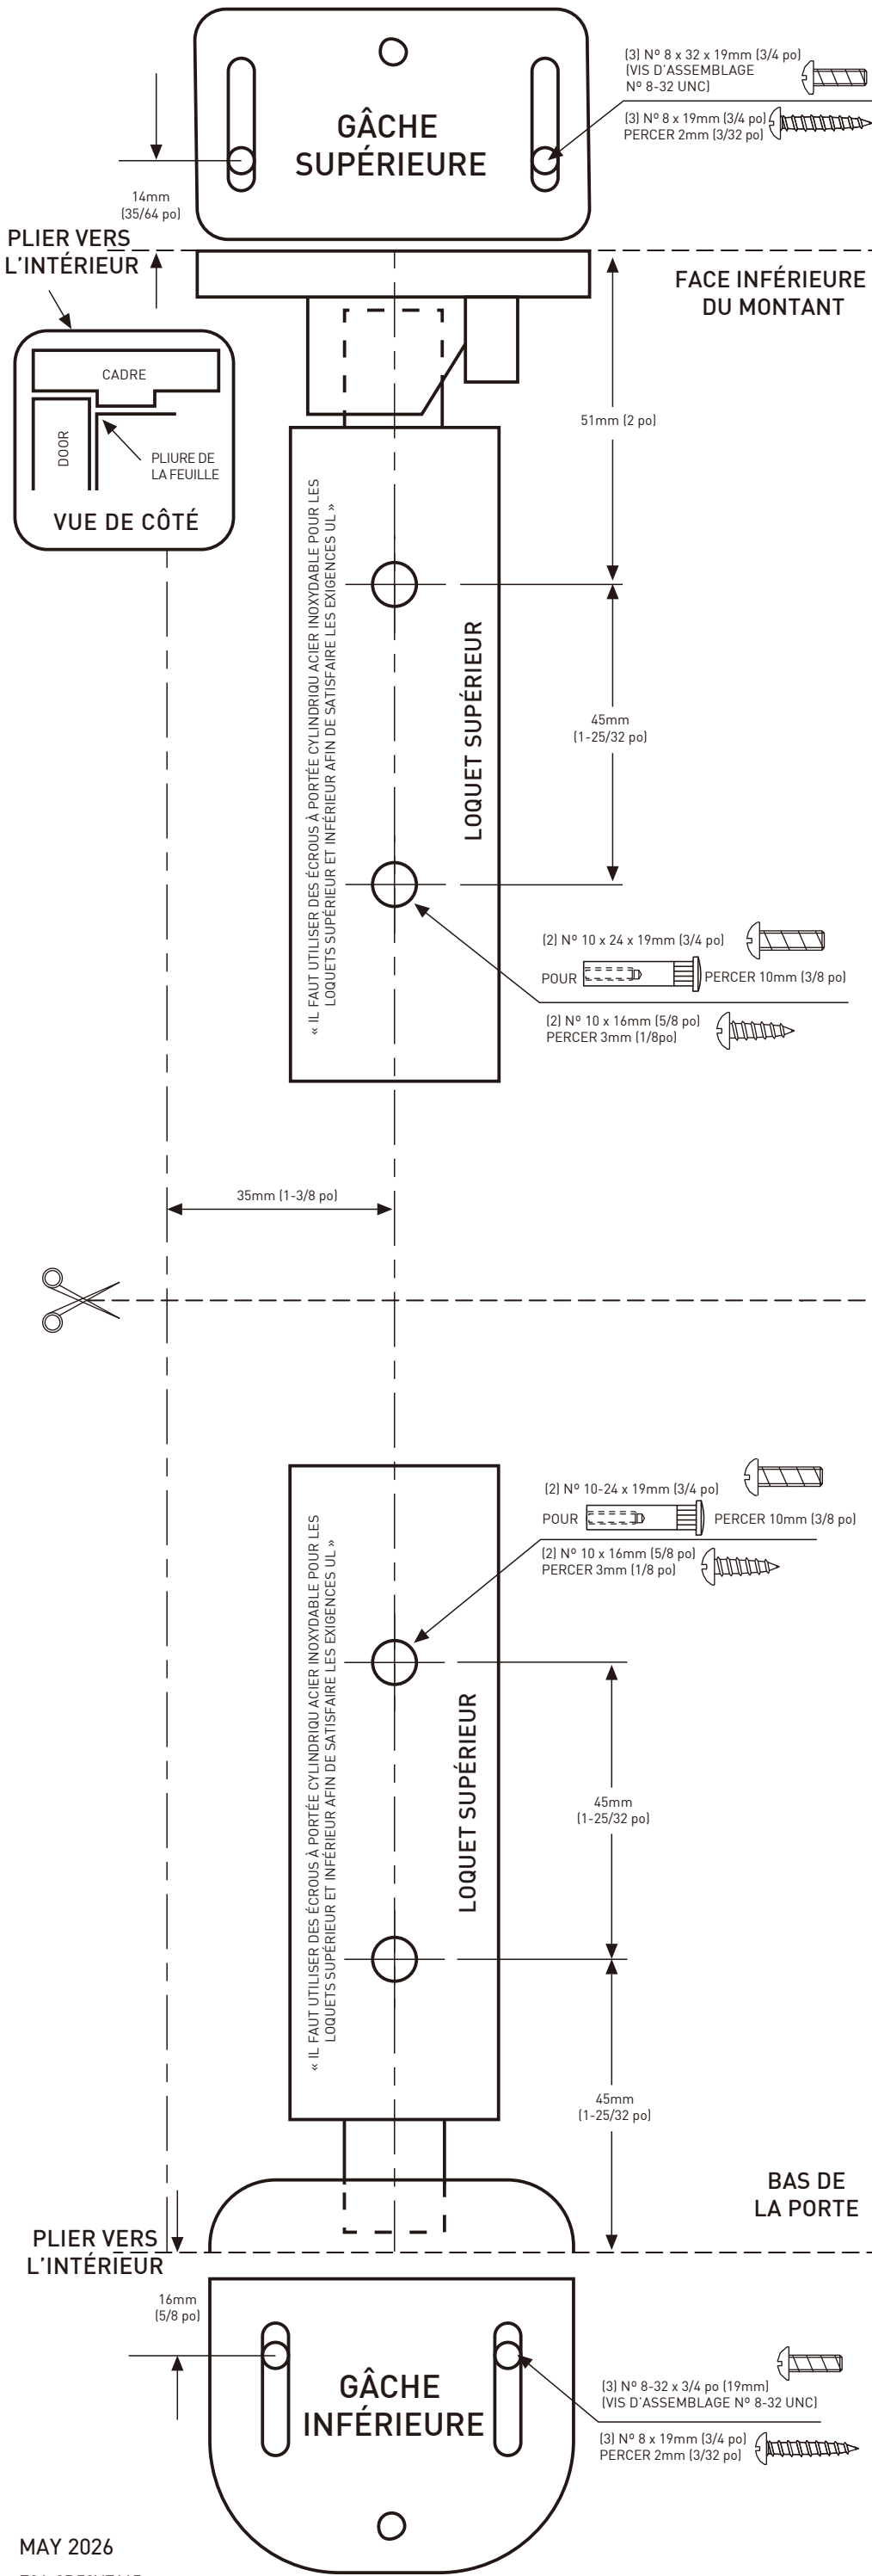 (3) Nº 8 x 32 x 19mm (3/4 po)
(VIS D'ASSEMBLAGE
Nº 8-32 UNC)
(3) Nº 8 x 19mm (3/4 po)
PERCER 2mm (3/32 po)
GÂCHE
SUPÉRIEURE
14mm
(35/64 po)
PLIER VERS
L'INTÉRIEUR
FACE INFÉRIEURE
DU MONTANT
CADRE
DOOR
PLIURE DE
LA FEUILLE
VUE DE CÔTÉ
51mm (2 po)
« IL FAUT UTILISER DES ÉCROUS À PORTÉE CYLINDRIQU ACIER INOXYDABLE POUR LES
LOQUETS SUPÉRIEUR ET INFÉRIEUR AFIN DE SATISFAIRE LES EXIGENCES UL »
LOQUET SUPÉRIEUR
45mm
(1-25/32 po)
(2) Nº 10 x 24 x 19mm (3/4 po)
POUR
PERCER 10mm (3/8 po)
(2) Nº 10 x 16mm (5/8 po)
PERCER 3mm (1/8po)
35mm (1-3/8 po)
(2) Nº 10-24 x 19mm (3/4 po)
POUR
PERCER 10mm (3/8 po)
(2) Nº 10 x 16mm (5/8 po)
PERCER 3mm (1/8 po)
« IL FAUT UTILISER DES ÉCROUS À PORTÉE CYLINDRIQU ACIER INOXYDABLE POUR LES
LOQUETS SUPÉRIEUR ET INFÉRIEUR AFIN DE SATISFAIRE LES EXIGENCES UL »
LOQUET SUPÉRIEUR
45mm
(1-25/32 po)
45mm
(1-25/32 po)
BAS DE
LA PORTE
PLIER VERS
L'INTÉRIEUR
16mm
(5/8 po)
GÂCHE
INFÉRIEURE
(3) Nº 8-32 x 3/4 po (19mm)
(VIS D'ASSEMBLAGE Nº 8-32 UNC)
(3) Nº 8 x 19mm (3/4 po)
PERCER 2mm (3/32 po)
MAY 2026